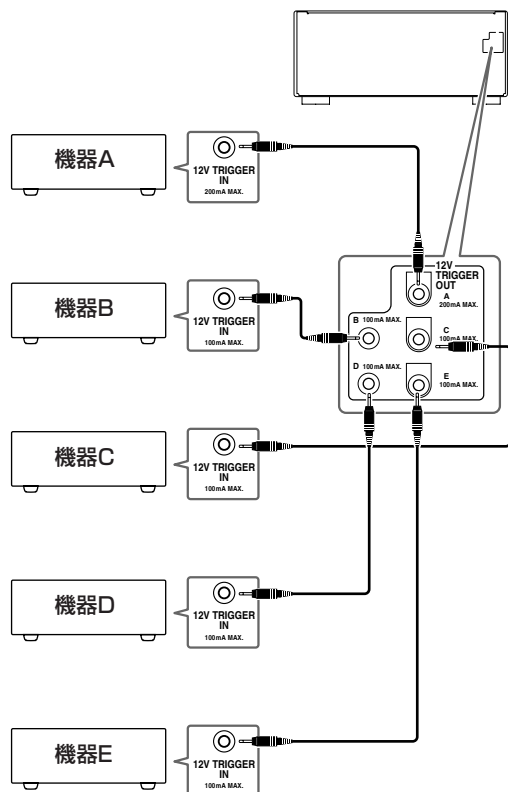 機器A
12V TRIGGER
IN
200mA MAX.
12V
TRIGGER
OUT
A
200mA MAX.
機器B
12V TRIGGER
IN
100mA MAX.
B 100mA MAX.
C
100mA MAX.
D 100mA MAX.
E
100mA MAX.
機器C
12V TRIGGER
IN
100mA MAX.
機器D
12V TRIGGER
IN
100mA MAX.
機器E
12V TRIGGER
IN
100mA MAX.